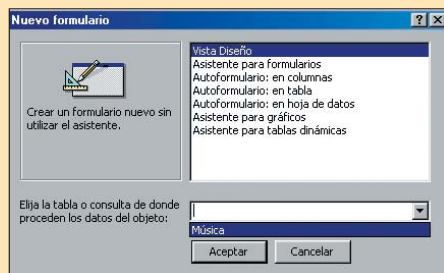 Nuevo formulario
Vista Diseño
Asistente para formularios
Autoformulario: en columnas
Autoformulario: en tabla
Autoformulario: en hoja de datos
Asistente para gráficos
Asistente para tablas dinámicas
Crear un formulario nuevo sin
utilizar el asistente.
Elija la tabla o consulta de donde
proceden los datos del objeto:
Música
Aceptar
Cancelar